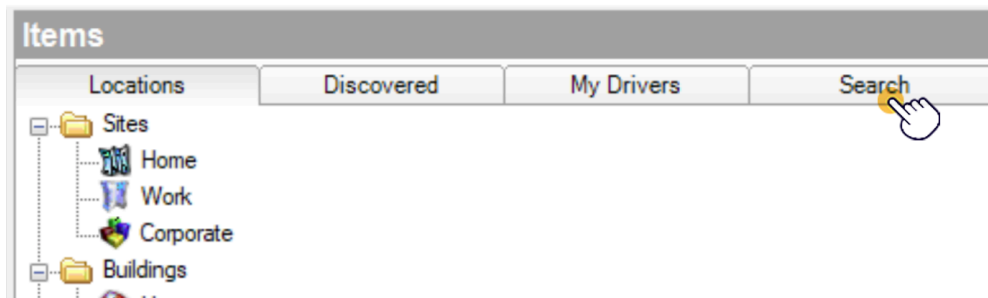 Items
Locations Discovered My Drivers Search
Sites
Home
Work
Corporate
Buildings